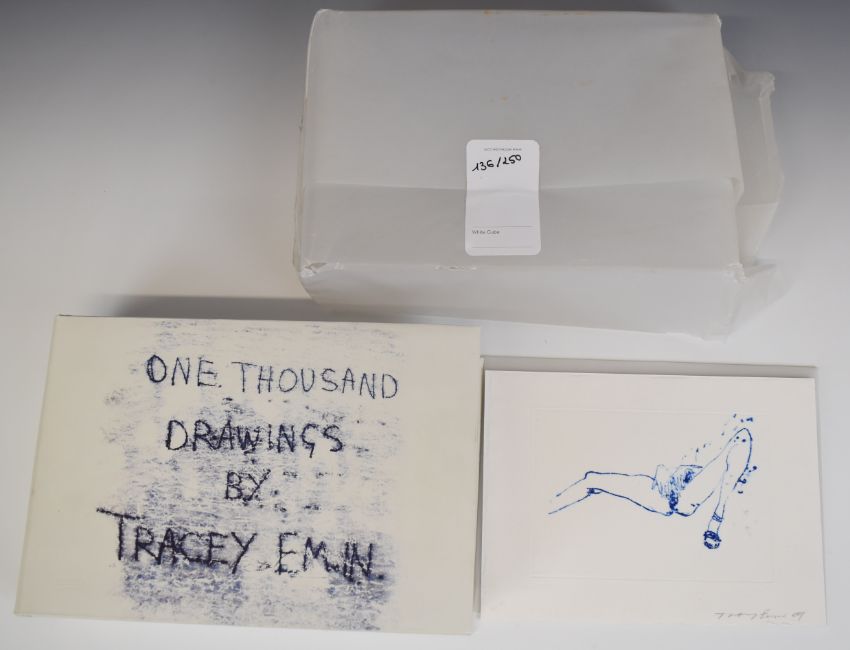 136/250
White Cube
ONE THOUSAND
DRAWINGS
BY
TRACEY EMIN.